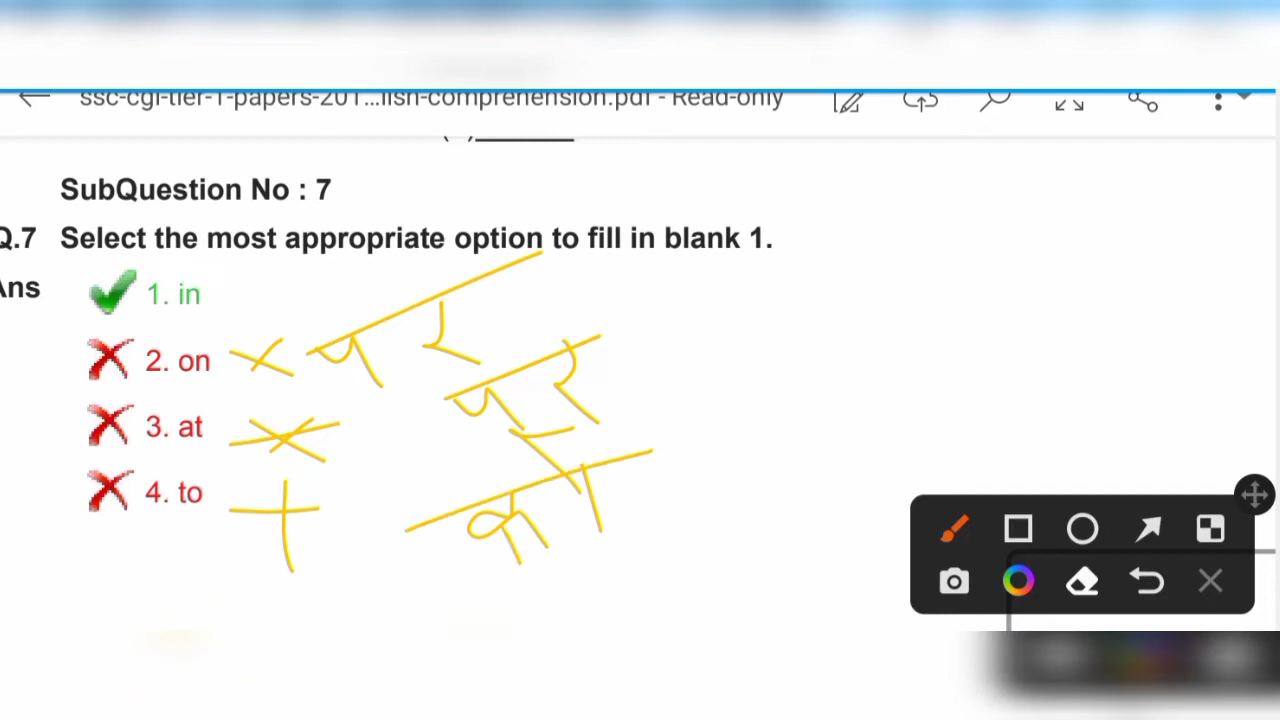 ssc-cgl-tier-1-papers-201...lish-comprehension.pdf - Read-only
SubQuestion No : 7
Q.7 Select the most appropriate option to fill in blank 1.
Ans 1. in
2. on पर
3. at पर
4. to को